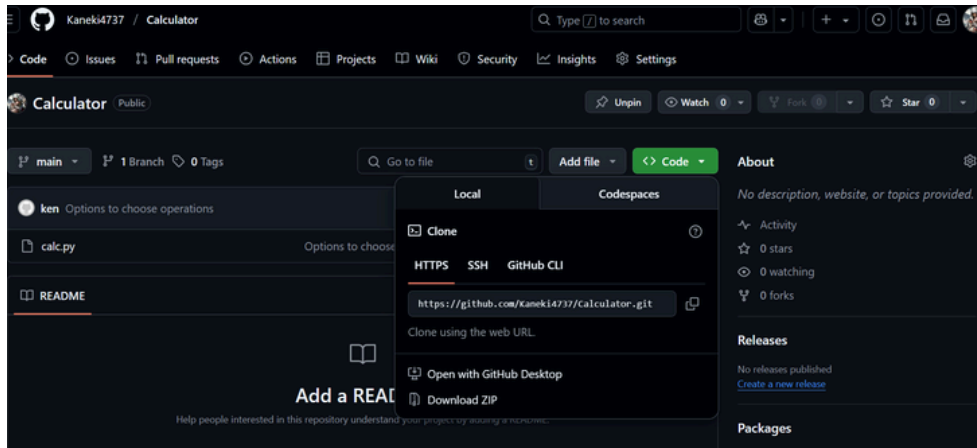 Kaneki4737 / Calculator
Type / to search
Code Issues Pull requests Actions Projects Wiki Security Insights Settings
Calculator Public
Unpin Watch 0 Fork 0 Star 0
main 1 Branch 0 Tags Go to file t Add file <> Code
About
Local Codespaces
No description, website, or topics provided.
ken Options to choose operations
Activity
Clone
calc.py Options to choose
0 stars
HTTPS SSH GitHub CLI
0 watching
README
0 forks
https://github.com/Kaneki4737/Calculator.git
Clone using the web URL.
Releases
No releases published
Open with GitHub Desktop
Create a new release
Add a READ
Download ZIP
Help people interested in this repository understand your project by adding a README.
Packages